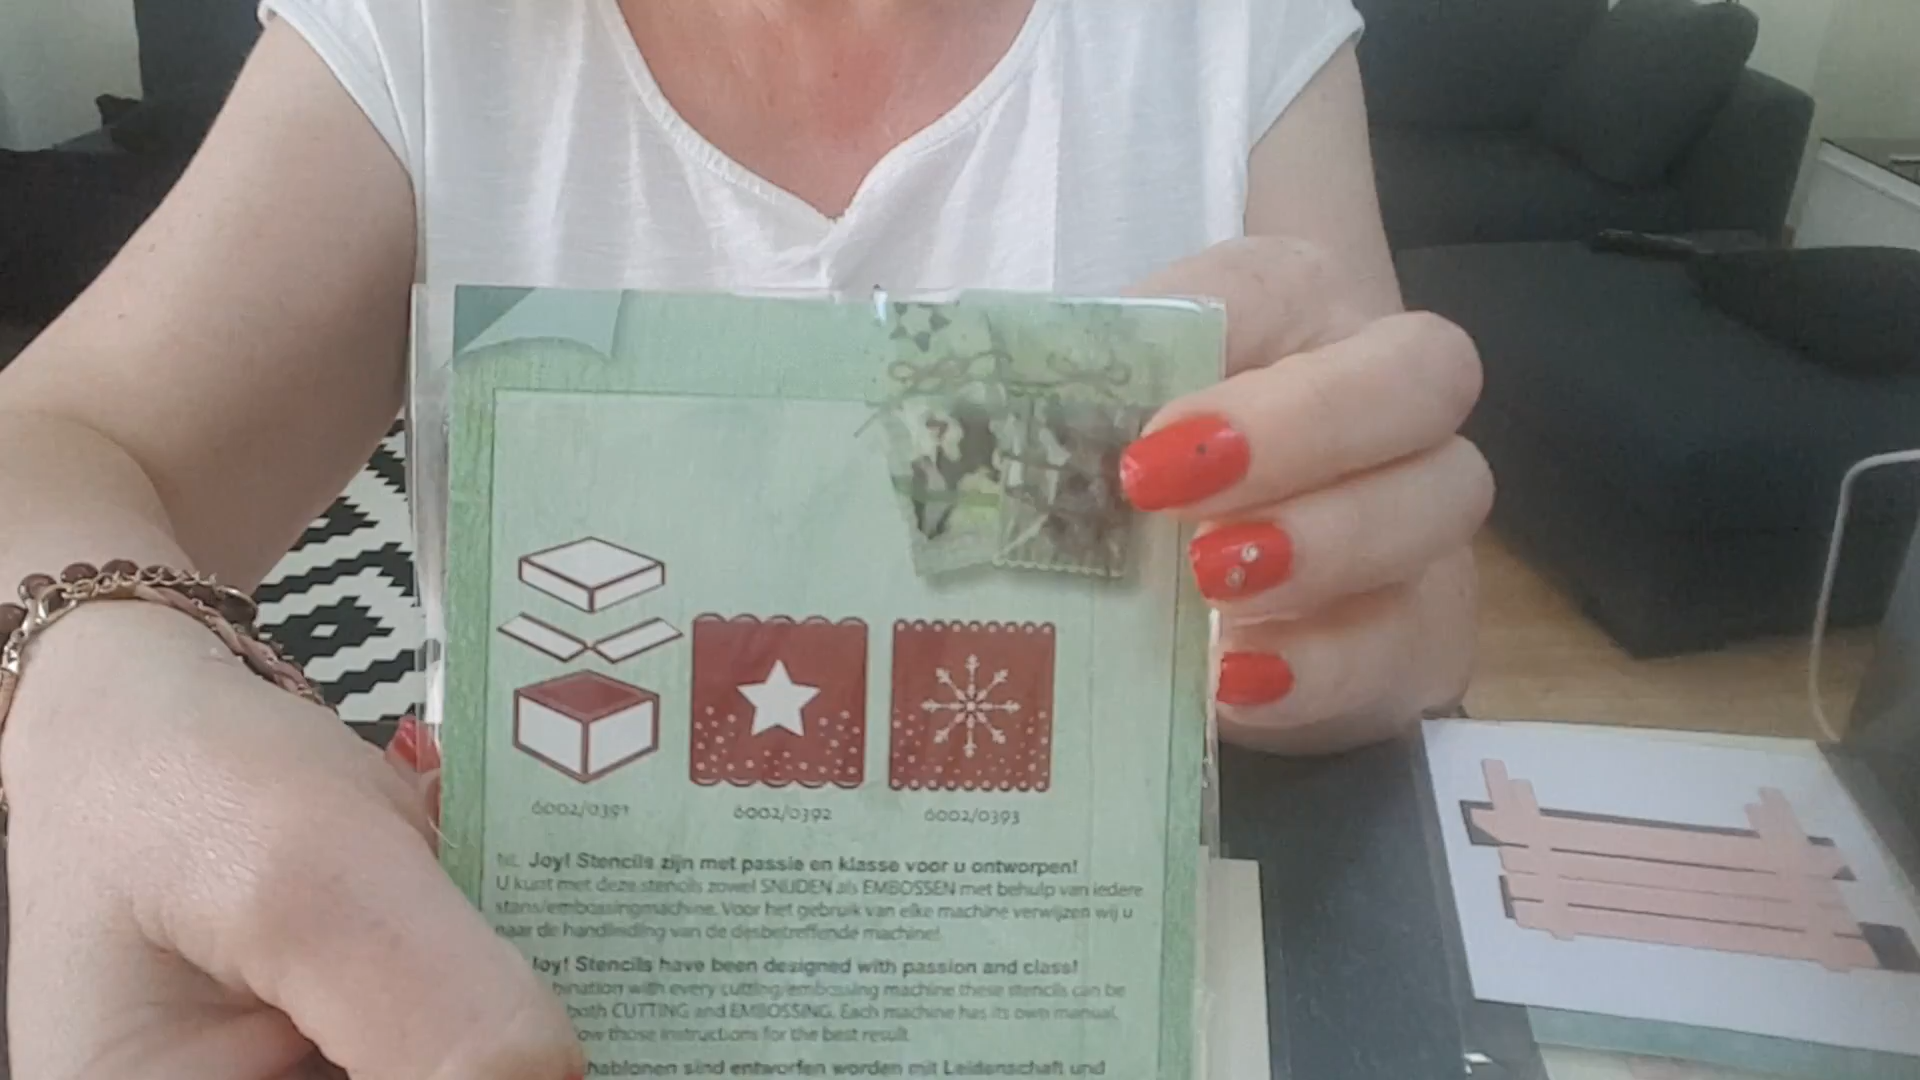 6002/0391 6002/0392 6002/0393
NL Joy! Stencils zijn met passie en klasse voor u ontworpen!
U kunt met deze stencils zowel SNIJDEN als EMBOSSEN met behulp van iedere
stans/embossingmachine. Voor het gebruik van elke machine verwijzen wij u
naar de handleiding van de desbetreffende machine!
Joy! Stencils have been designed with passion and class!
with every cutting/embossing machine these stencils can be
both CUTTING and EMBOSSING. Each machine has its own manual,
those instructions for the best result.
sind entworfen worden mit Leidenschaft und